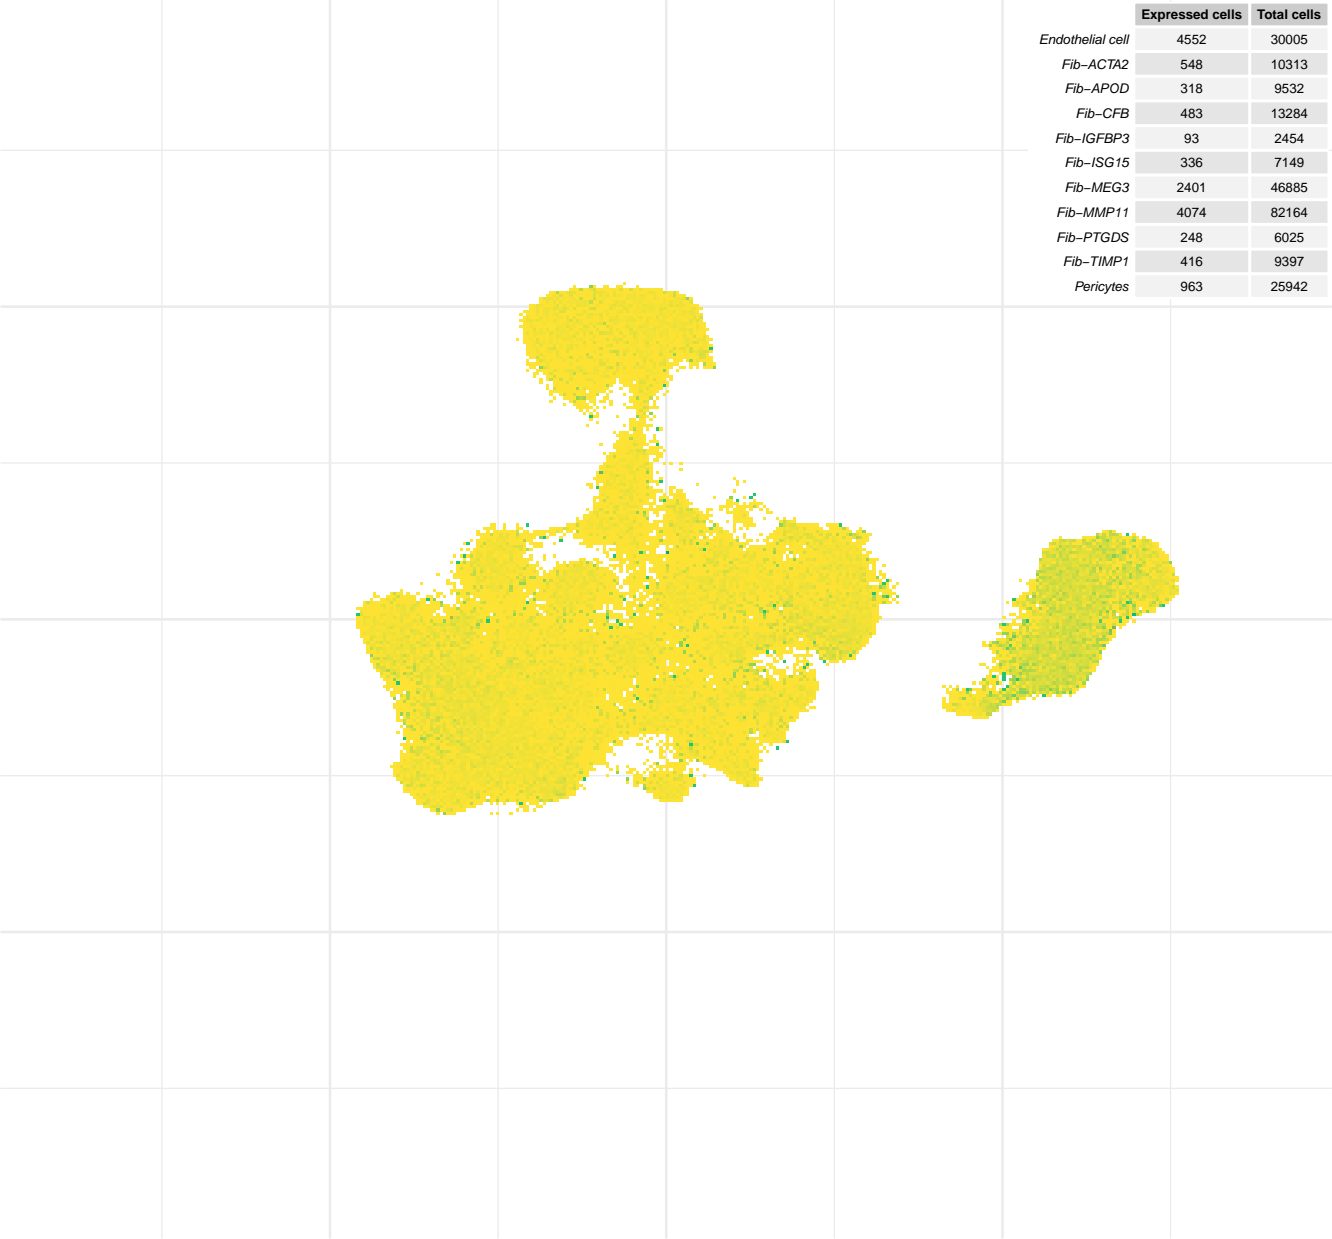 Expressed cells Total cells
Endothelial cell 4552 30005
Fib−ACTA2 548 10313
Fib−APOD 318 9532
Fib−CFB 483 13284
Fib−IGFBP3 93 2454
Fib−ISG15 336 7149
Fib−MEG3 2401 46885
Fib−MMP11 4074 82164
Fib−PTGDS 248 6025
Fib−TIMP1 416 9397
Pericytes 963 25942